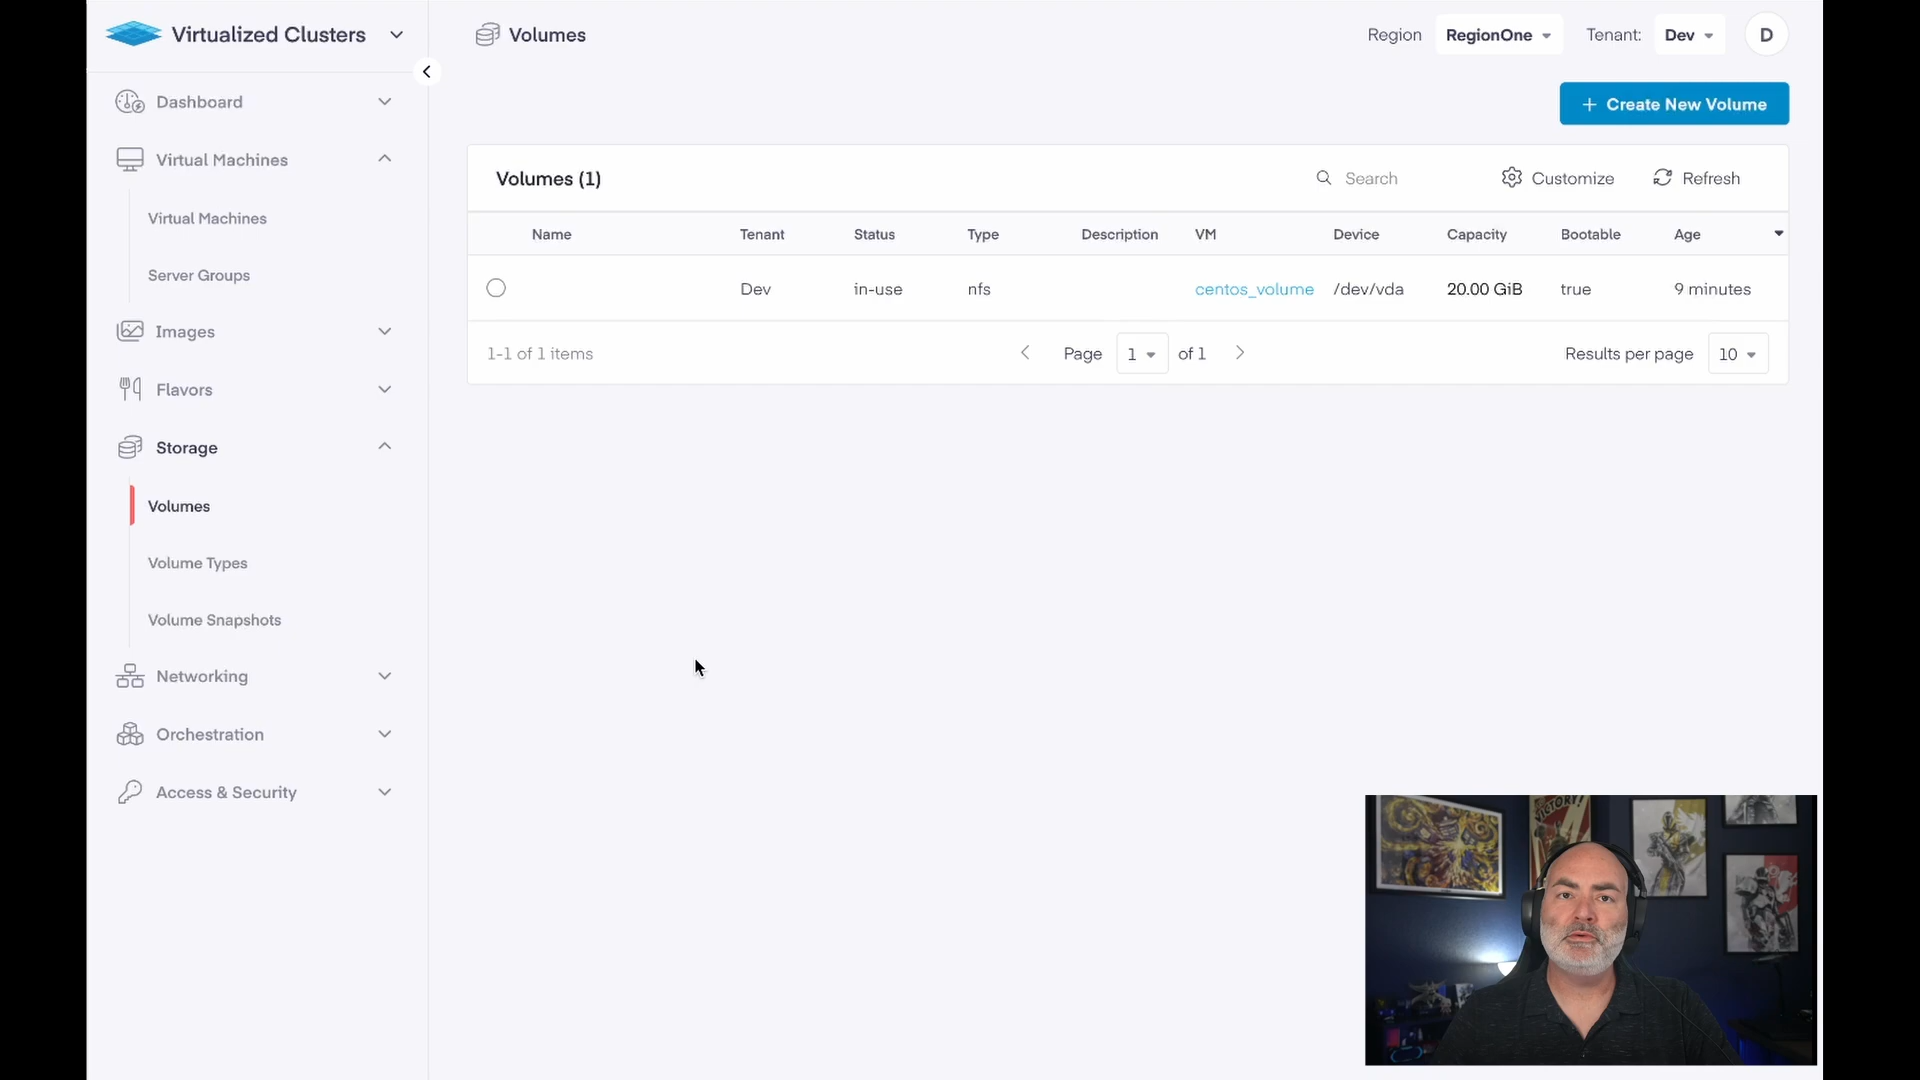 Virtualized Clusters
Volumes
Region RegionOne Tenant: Dev D
Dashboard
+ Create New Volume
Virtual Machines
Virtual Machines
Server Groups
Images
Flavors
Storage
Volumes
Volume Types
Volume Snapshots
Networking
Orchestration
Access & Security
Volumes (1) Search Customize Refresh
Name Tenant Status Type Description VM Device Capacity Bootable Age
Dev in-use nfs centos_volume /dev/vda 20.00 GiB true 9 minutes
1-1 of 1 items Page 1 of 1 Results per page 10
VICTORY!